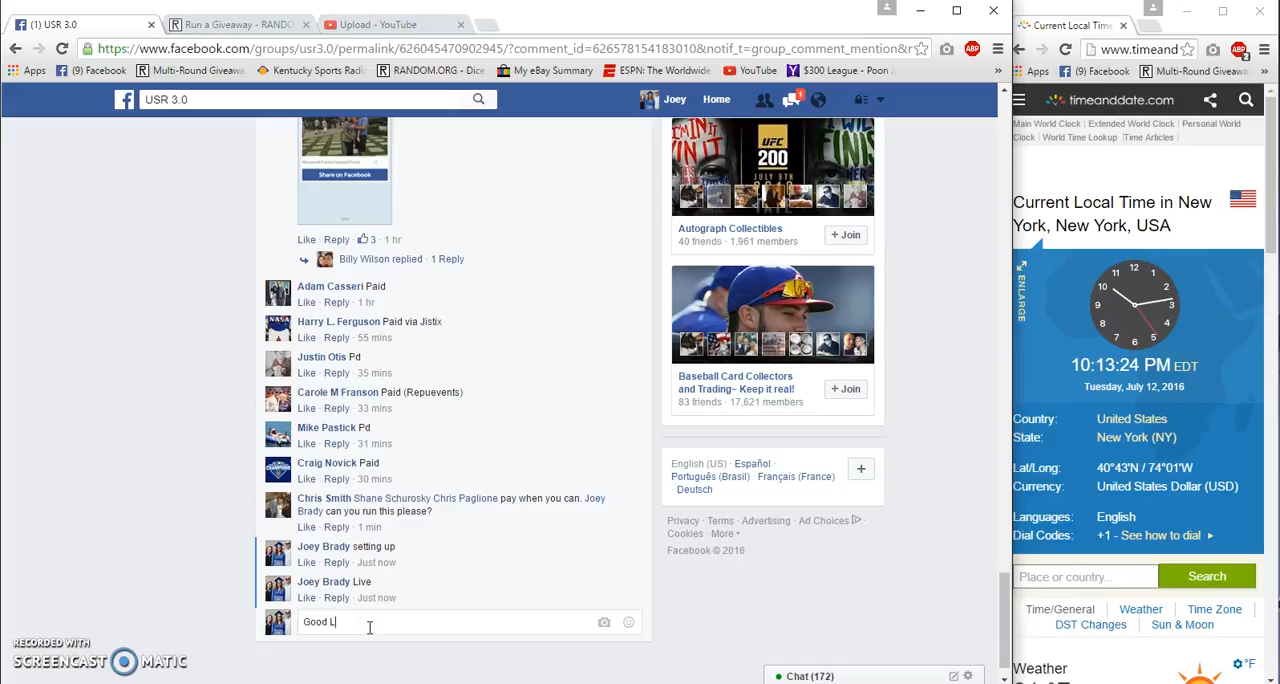 (1) USR 3.0
Run a Giveaway - RANDO
Upload - YouTube
Current Local Time
https://www.facebook.com/groups/usr3.0/permalink/626045470902945/?comment_id=626578154183010&notif_t=group_comment_mention&
www.timeand
Apps (9) Facebook Multi-Round Giveawa Kentucky Sports Radi RANDOM.ORG - Dice My eBay Summary ESPN: The Worldwide YouTube $300 League - Poon J »
Apps (9) Facebook Multi-Round Giveaw »
USR 3.0
Joey Home 1
timeanddate.com
Main World Clock Extended World Clock Personal World
Clock World Time Lookup Time Articles
Share on Facebook
Like · Reply · 3 · 1 hr
Billy Wilson replied · 1 Reply
Adam Casseri Paid
Like · Reply · 1 hr
Harry L. Ferguson Paid via Jistix
Like · Reply · 55 mins
Justin Otis Pd
Like · Reply · 35 mins
Carole M Franson Paid (Repuevents)
Like · Reply · 33 mins
Mike Pastick Pd
Like · Reply · 31 mins
Craig Novick Paid
Like · Reply · 30 mins
Chris Smith Shane Schurosky Chris Paglione pay when you can. Joey
Brady can you run this please?
Like · Reply · 1 min
Joey Brady setting up
Like · Reply · Just now
Joey Brady Live
Like · Reply · Just now
Good L
RECORDED WITH
SCREENCAST MATIC
UFC
200
JULY 9TH
Autograph Collectibles
40 friends · 1,961 members
+ Join
Baseball Card Collectors
and Trading~ Keep it real!
83 friends · 17,621 members
+ Join
English (US) · Español ·
Português (Brasil) · Français (France)
· Deutsch
+
Privacy · Terms · Advertising · Ad Choices ·
Cookies · More
Facebook © 2016
Chat (172)
Current Local Time in New
York, New York, USA
ENLARGE
12 1 2 3 4 5 6 7 8 9 10 11
10:13:24 PM EDT
Tuesday, July 12, 2016
Country: United States
State: New York (NY)
Lat/Long: 40°43'N / 74°01'W
Currency: United States Dollar (USD)
Languages: English
Dial Codes: +1 - See how to dial
Place or country... Search
Time/General Weather Time Zone
DST Changes Sun & Moon
Weather °F